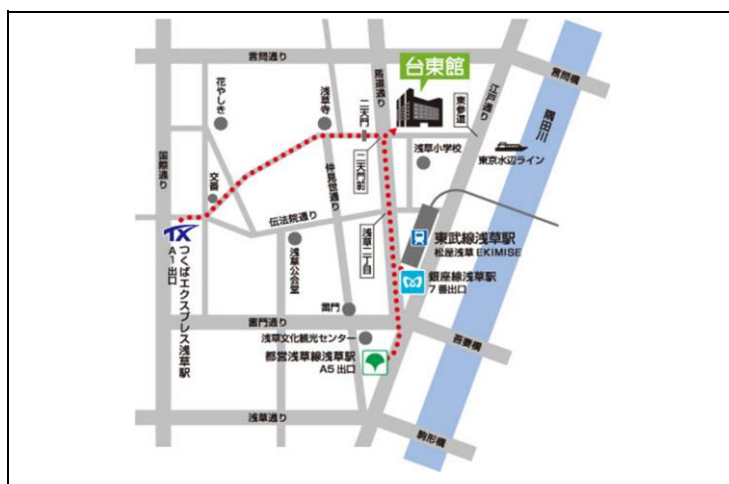 言問通り
台東館
花やしき
浅草寺
二天門
馬道通り
東参道
江戸通り
言問橋
隅田川
国際通り
交番
仲見世通り
二天門前
浅草小学校
東京水辺ライン
伝法院通り
浅草二丁目
TX
A1出口
つくばエクスプレス浅草駅
浅草公会堂
東武線浅草駅
松屋浅草 EKIMISE
銀座線浅草駅
7番出口
雷門
雷門通り
浅草文化観光センター
都営浅草線浅草駅
A5 出口
吾妻橋
浅草通り
駒形橋